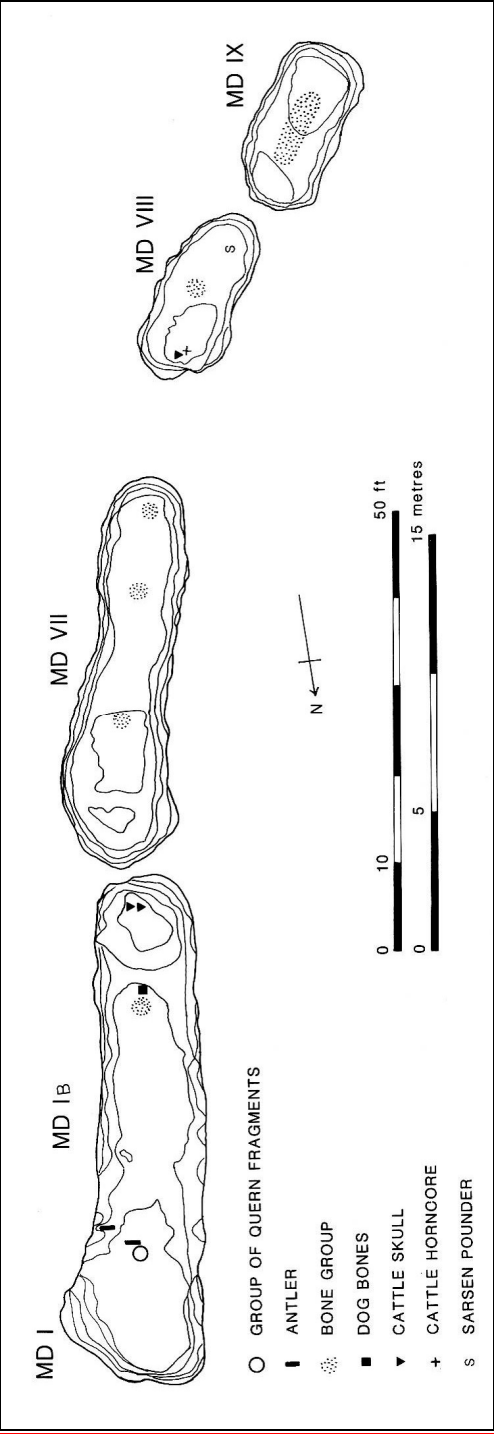 MD I
MD IB
MD VII
MD VIII
MD IX
GROUP OF QUERN FRAGMENTS
ANTLER
BONE GROUP
DOG BONES
CATTLE SKULL
CATTLE HORNCORE
S SARSEN POUNDER
S
N
0 10 50 ft
0 5 15 metres